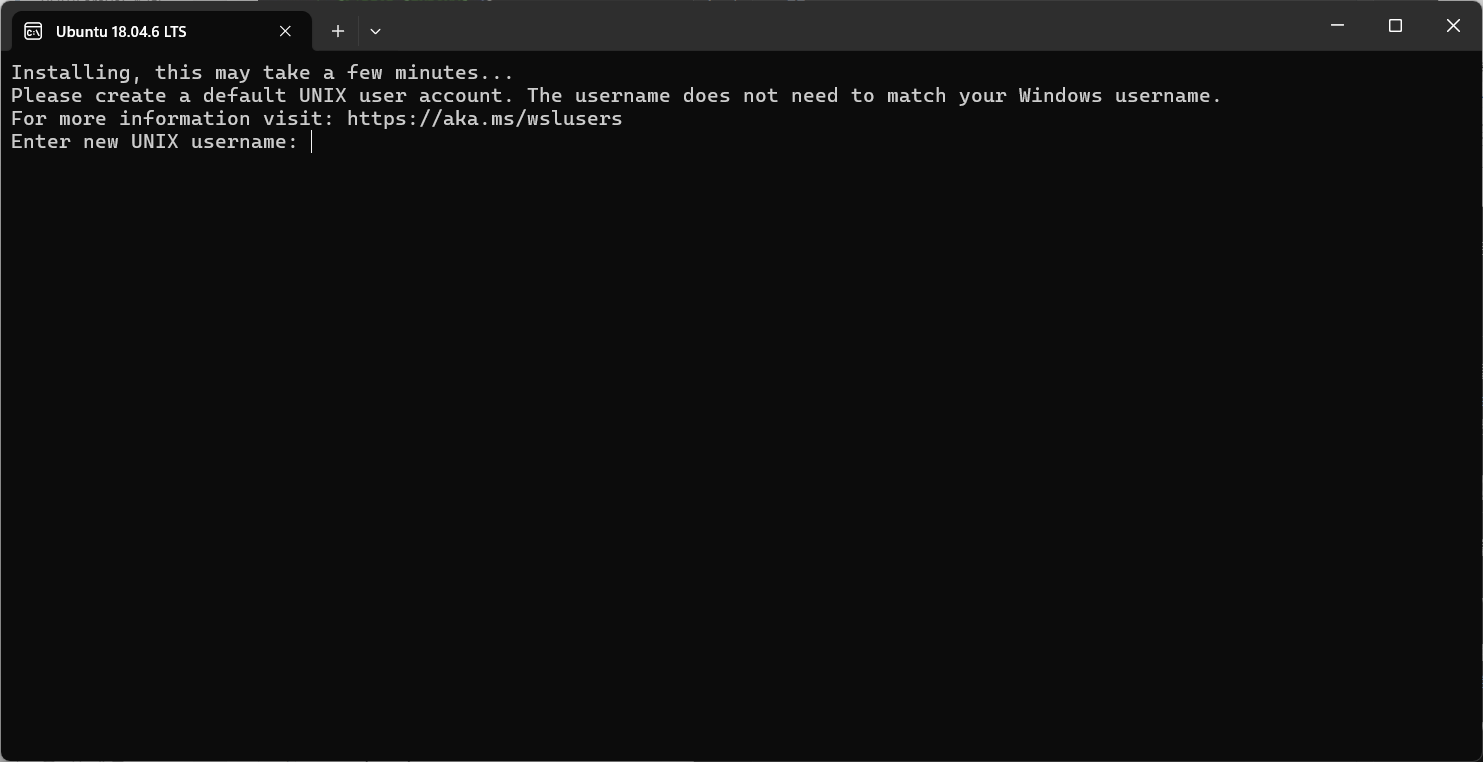 Ubuntu 18.04.6 LTS
Installing, this may take a few minutes...
Please create a default UNIX user account. The username does not need to match your Windows username.
For more information visit: https://aka.ms/wslusers
Enter new UNIX username: